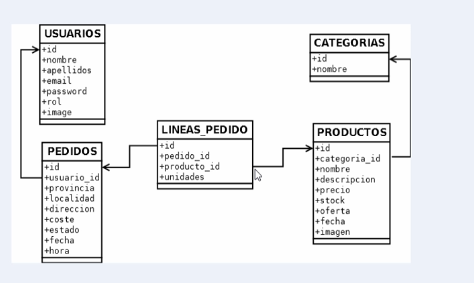 USUARIOS
+id
+nombre
+apellidos
+email
+password
+rol
+image
CATEGORIAS
+id
+nombre
LINEAS_PEDIDO
+id
+pedido_id
+producto_id
+unidades
PEDIDOS
+id
+usuario_id
+provincia
+localidad
+direccion
+coste
+estado
+fecha
+hora
PRODUCTOS
+id
+categoria_id
+nombre
+descripcion
+precio
+stock
+oferta
+fecha
+imagen